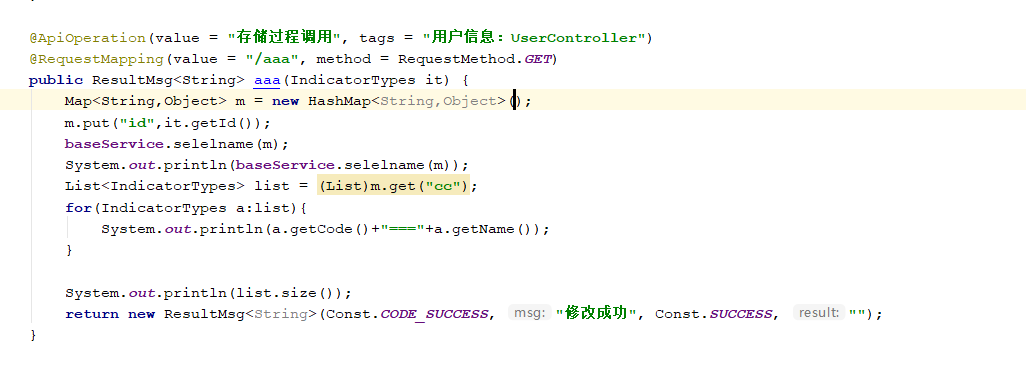 @ApiOperation(value = "存储过程调用", tags = "用户信息：UserController")
@RequestMapping(value = "/aaa", method = RequestMethod.GET)
public ResultMsg<String> aaa(IndicatorTypes it) {
    Map<String,Object> m = new HashMap<String,Object>();
    m.put("id",it.getId());
    baseService.selelname(m);
    System.out.println(baseService.selelname(m));
    List<IndicatorTypes> list = (List)m.get("cc");
    for(IndicatorTypes a:list){
        System.out.println(a.getCode()+"==="+a.getName());
    }
    System.out.println(list.size());
    return new ResultMsg<String>(Const.CODE_SUCCESS, msg: "修改成功", Const.SUCCESS, result: "");
}